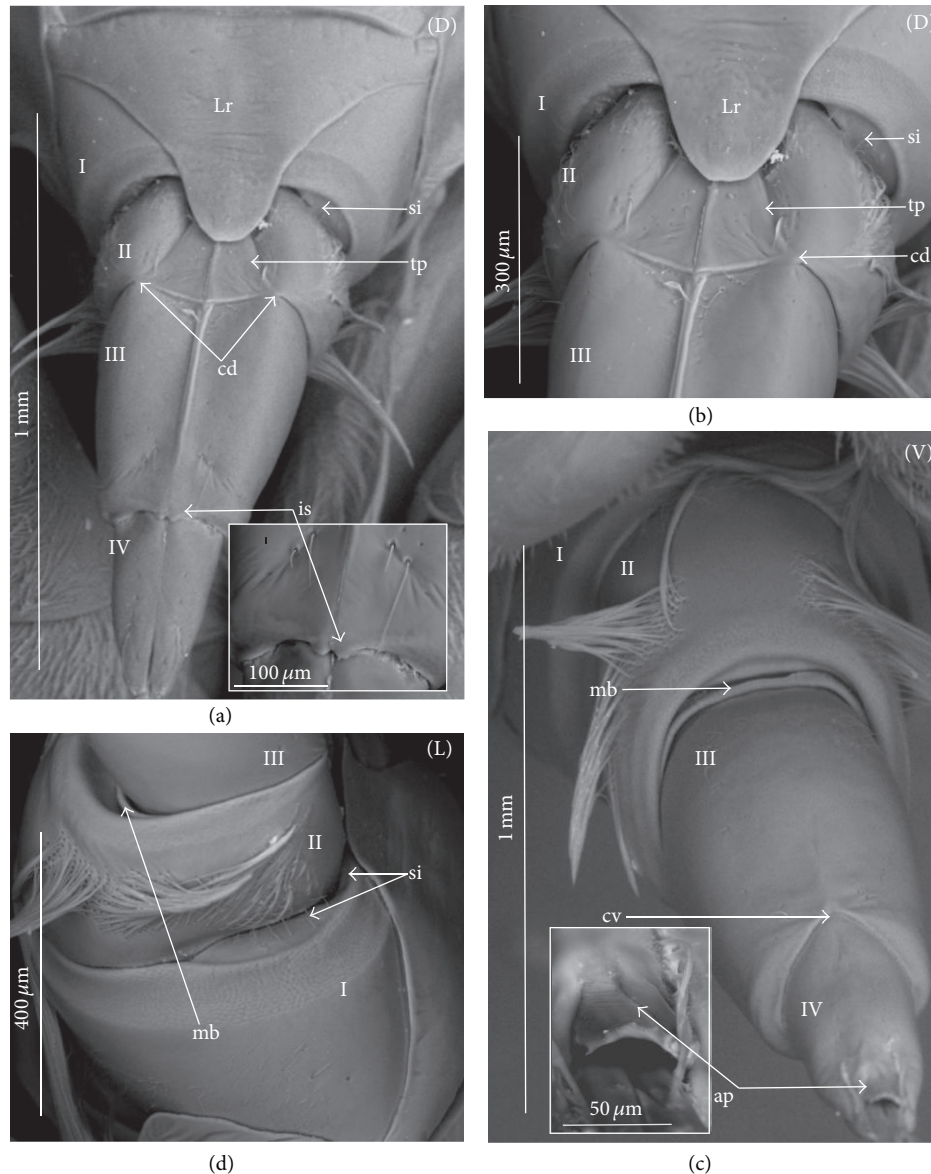 (D)
Lr
I
si
II
tp
cd
III
1 mm
is
IV
100 μm
(a)
(D)
I
Lr
si
II
tp
cd
300 μm
III
(b)
(V)
I
II
mb
III
1 mm
cv
IV
ap
50 μm
(c)
(L)
III
II
si
I
400 μm
mb
(d)